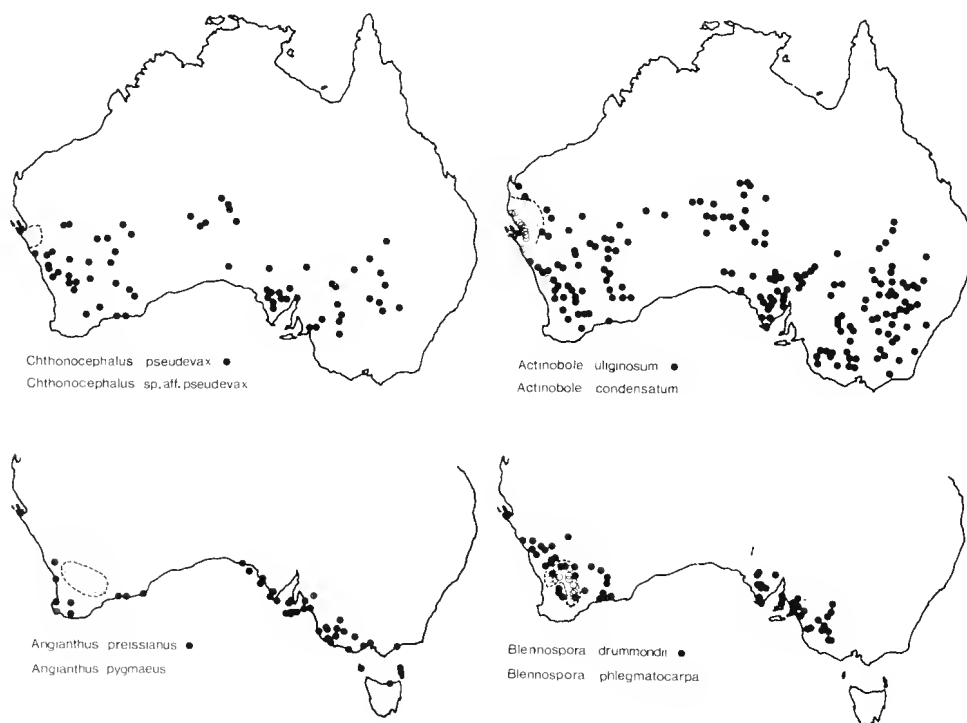 Chthonocephalus pseudevax ●
Chthonocephalus sp. aff. pseudevax
Actinobole uliginosum ●
Actinobole condensatum
Angianthus preissianus ●
Angianthus pygmaeus
Blennospora drummondii ●
Blennospora phlegmatocarpa